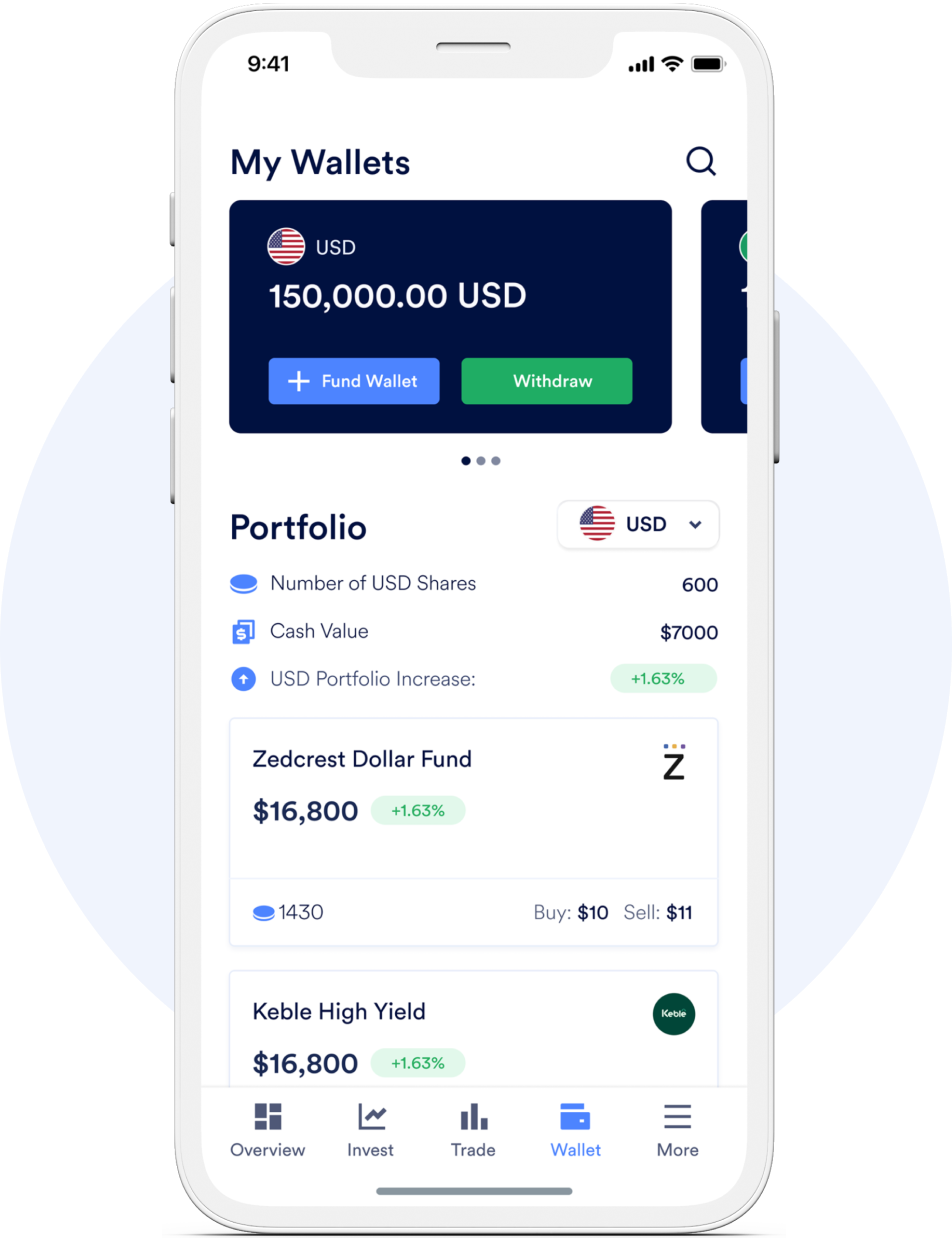 9:41
My Wallets
USD
150,000.00 USD
Fund Wallet Withdraw
Portfolio USD
Number of USD Shares 600
Cash Value $7000
USD Portfolio Increase: +1.63%
Zedcrest Dollar Fund
Z
$16,800 +1.63%
1430 Buy: $10 Sell: $11
Keble High Yield Keble
$16,800 +1.63%
Overview Invest Trade Wallet More